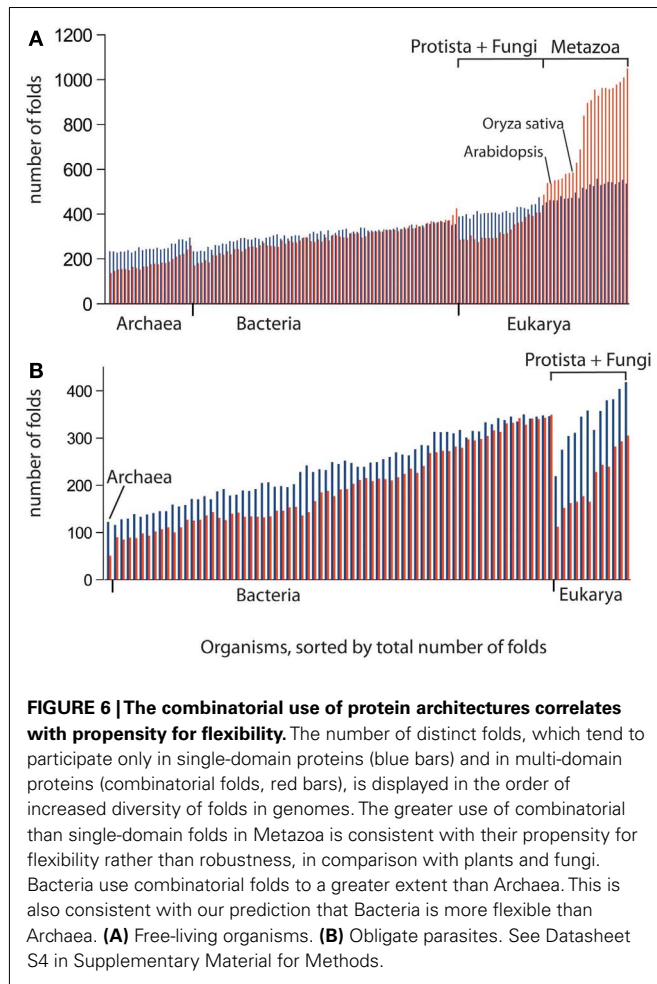 A
1200
1000
800
600
400
200
0
number of folds
Protista + Fungi
Metazoa
Oryza sativa
Arabidopsis
Archaea
Bacteria
Eukarya
B
400
300
200
100
0
number of folds
Protista + Fungi
Archaea
Bacteria
Eukarya
Organisms, sorted by total number of folds
FIGURE 6 | The combinatorial use of protein architectures correlates
with propensity for flexibility. The number of distinct folds, which tend to
participate only in single-domain proteins (blue bars) and in multi-domain
proteins (combinatorial folds, red bars), is displayed in the order of
increased diversity of folds in genomes. The greater use of combinatorial
than single-domain folds in Metazoa is consistent with their propensity for
flexibility rather than robustness, in comparison with plants and fungi.
Bacteria use combinatorial folds to a greater extent than Archaea. This is
also consistent with our prediction that Bacteria is more flexible than
Archaea. (A) Free-living organisms. (B) Obligate parasites. See Datasheet
S4 in Supplementary Material for Methods.